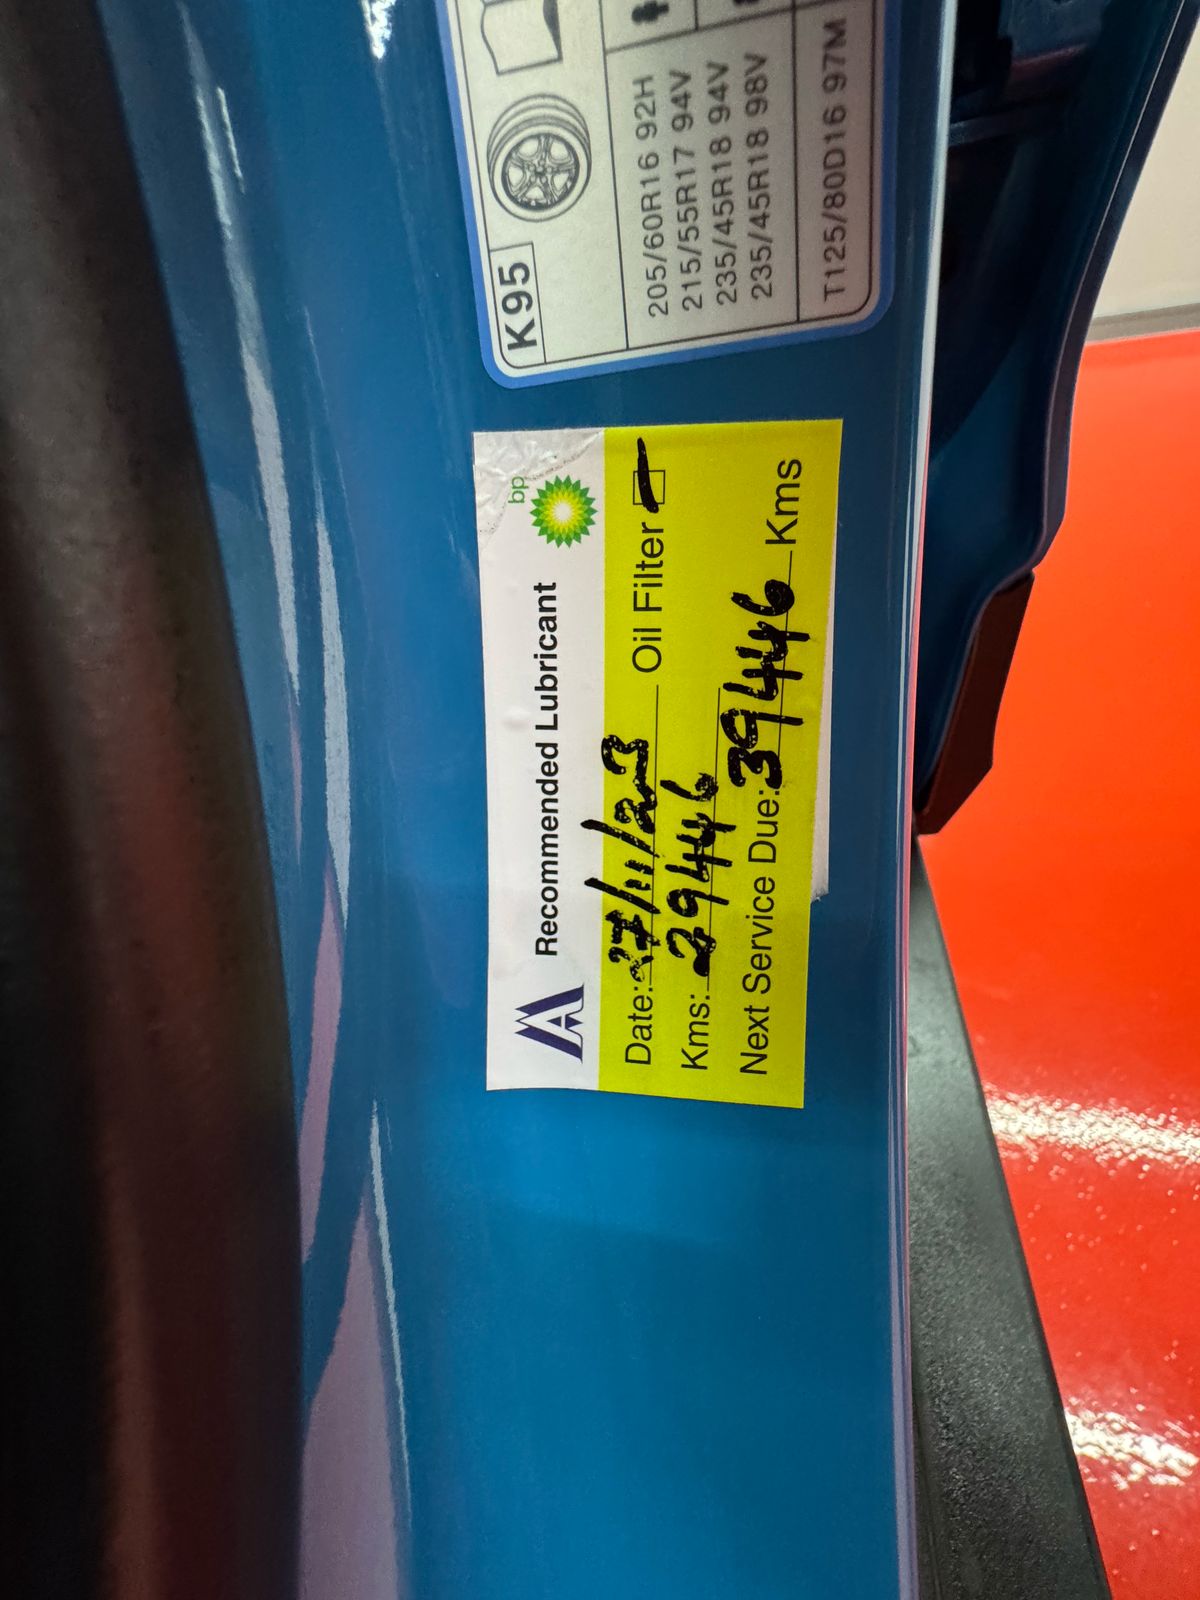 K95
205/60R16 92H
215/55R17 94V
235/45R18 94V
235/45R18 98V
T125/80D16 97M
bp
Recommended Lubricant
Date: 27/11/23 Oil Filter
Kms: 29446
Next Service Due: 39446 Kms